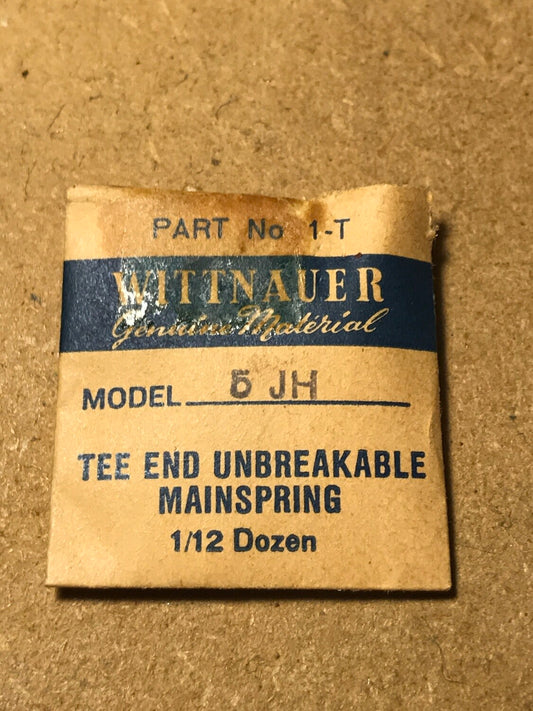 PART No 1-T
WITTNAUER
Genuine Material
MODEL 5 JH
TEE END UNBREAKABLE
MAINSPRING
1/12 Dozen